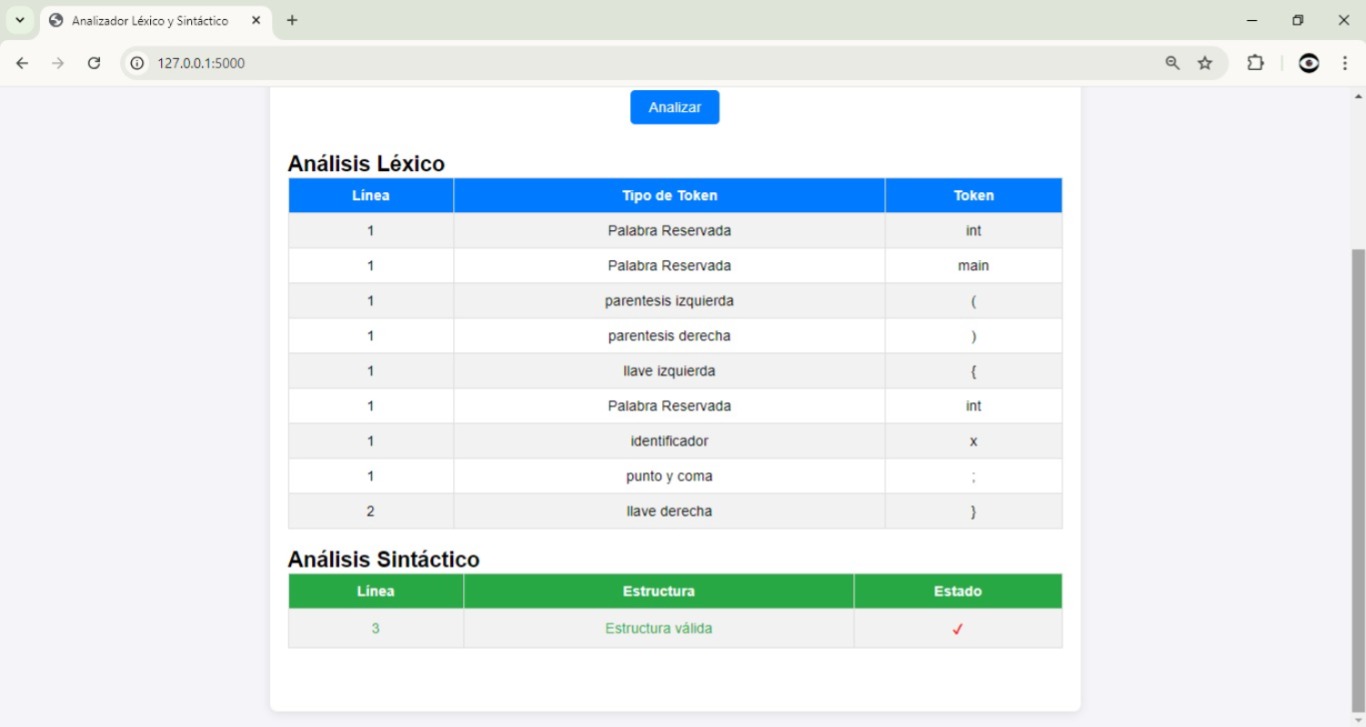 Analizador Léxico y Sintáctico
127.0.0.1:5000
Analizar
Análisis Léxico
Línea Tipo de Token Token
1 Palabra Reservada int
1 Palabra Reservada main
1 parentesis izquierda (
1 parentesis derecha )
1 llave izquierda {
1 Palabra Reservada int
1 identificador x
1 punto y coma ;
2 llave derecha }
Análisis Sintáctico
Línea Estructura Estado
3 Estructura válida ✓